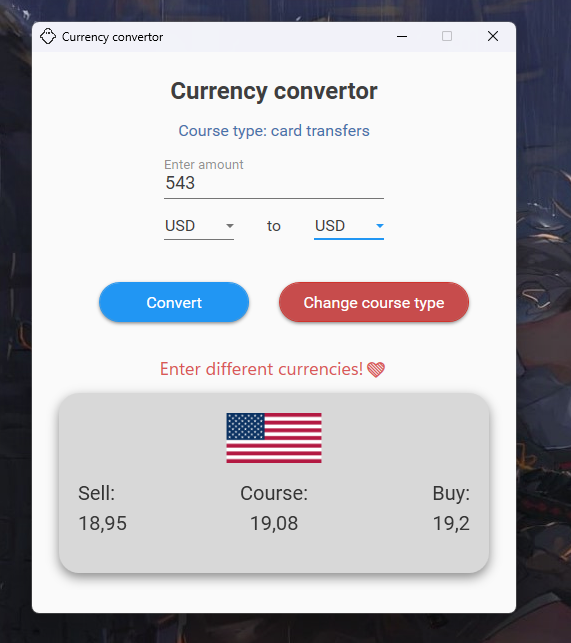 Currency convertor
Currency convertor
Course type: card transfers
Enter amount
543
USD to USD
Convert Change course type
Enter different currencies!
Sell: Course: Buy:
18,95 19,08 19,2